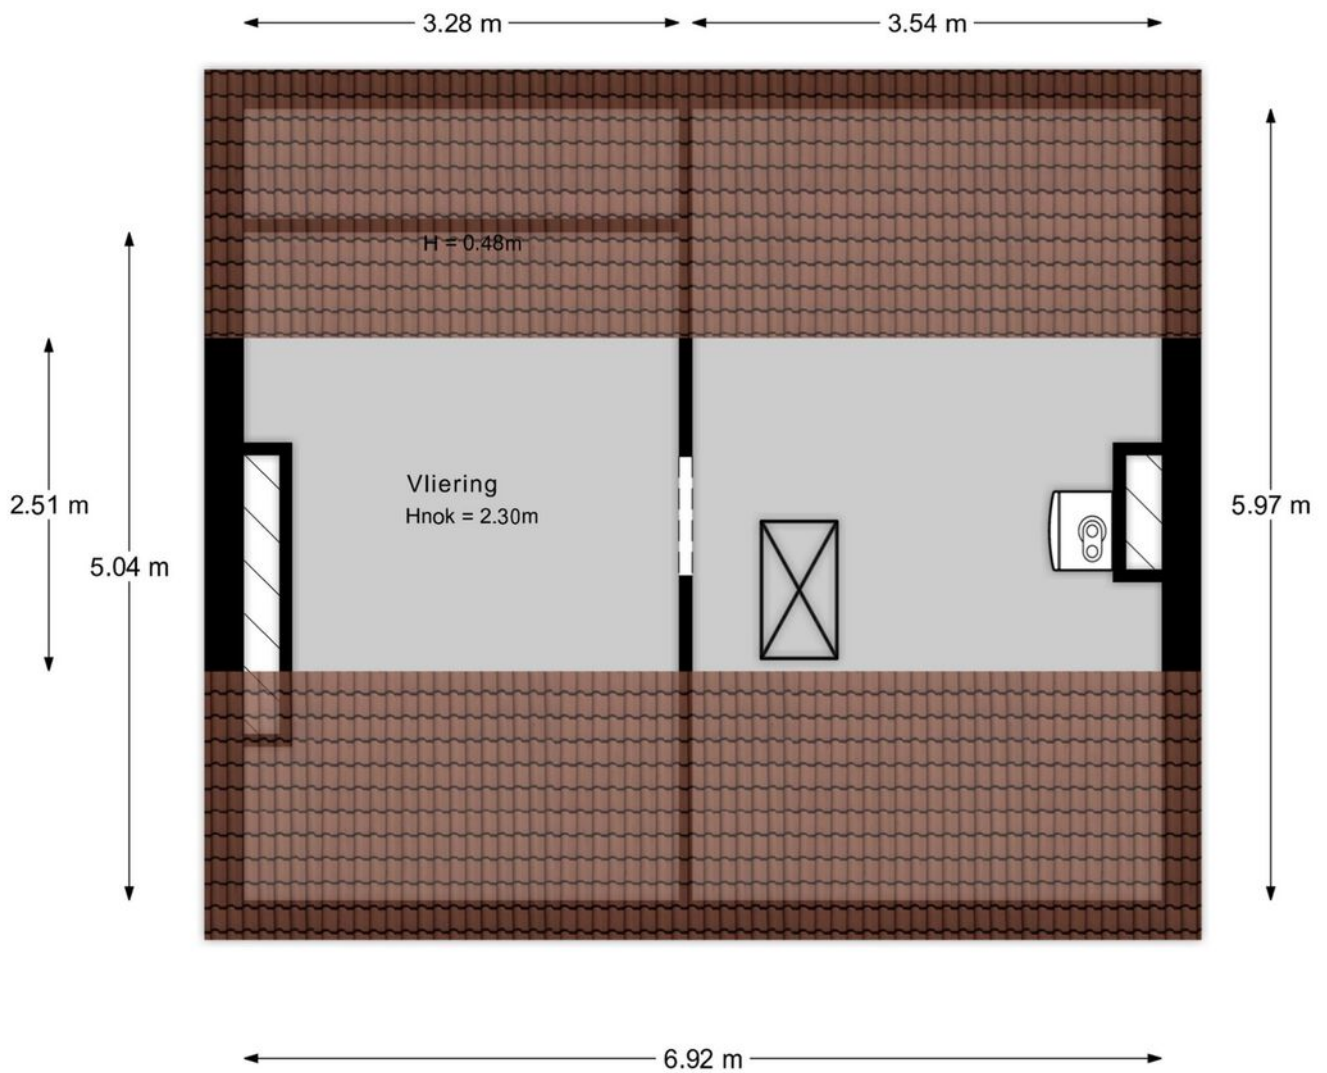 3.28 m
3.54 m
H = 0.48m
Vliering
Hnok = 2.30m
2.51 m
5.04 m
5.97 m
6.92 m